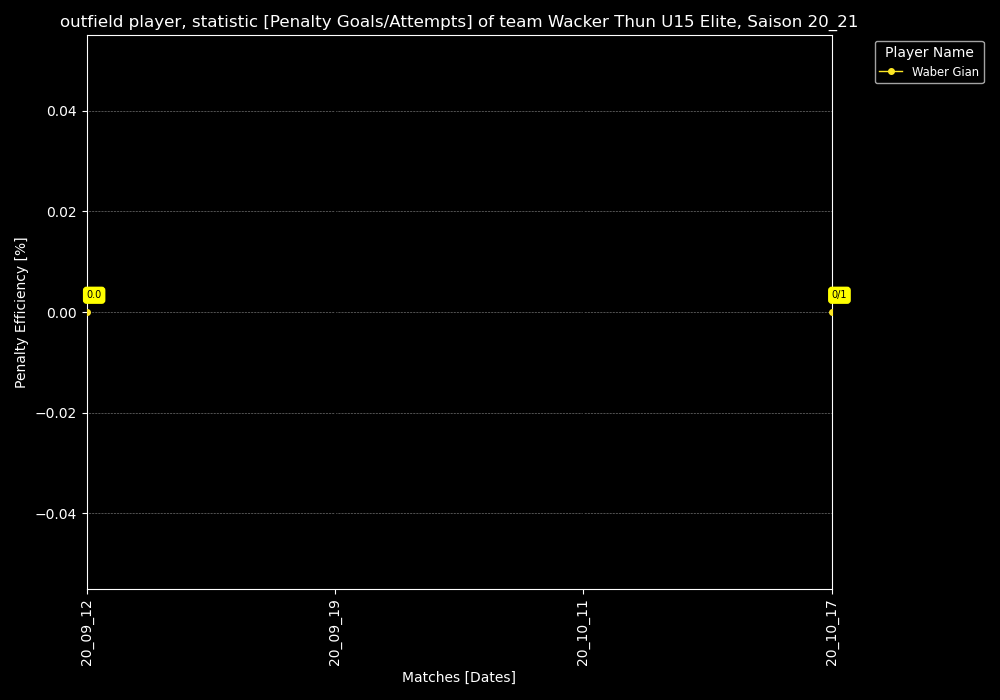 outfield player, statistic [Penalty Goals/Attempts] of team Wacker Thun U15 Elite, Saison 20_21
Player Name
Waber Gian
Penalty Efficiency [%]
0.04
0.02
0.00
−0.02
−0.04
0.0
0/1
20_09_12
20_09_19
20_10_11
20_10_17
Matches [Dates]